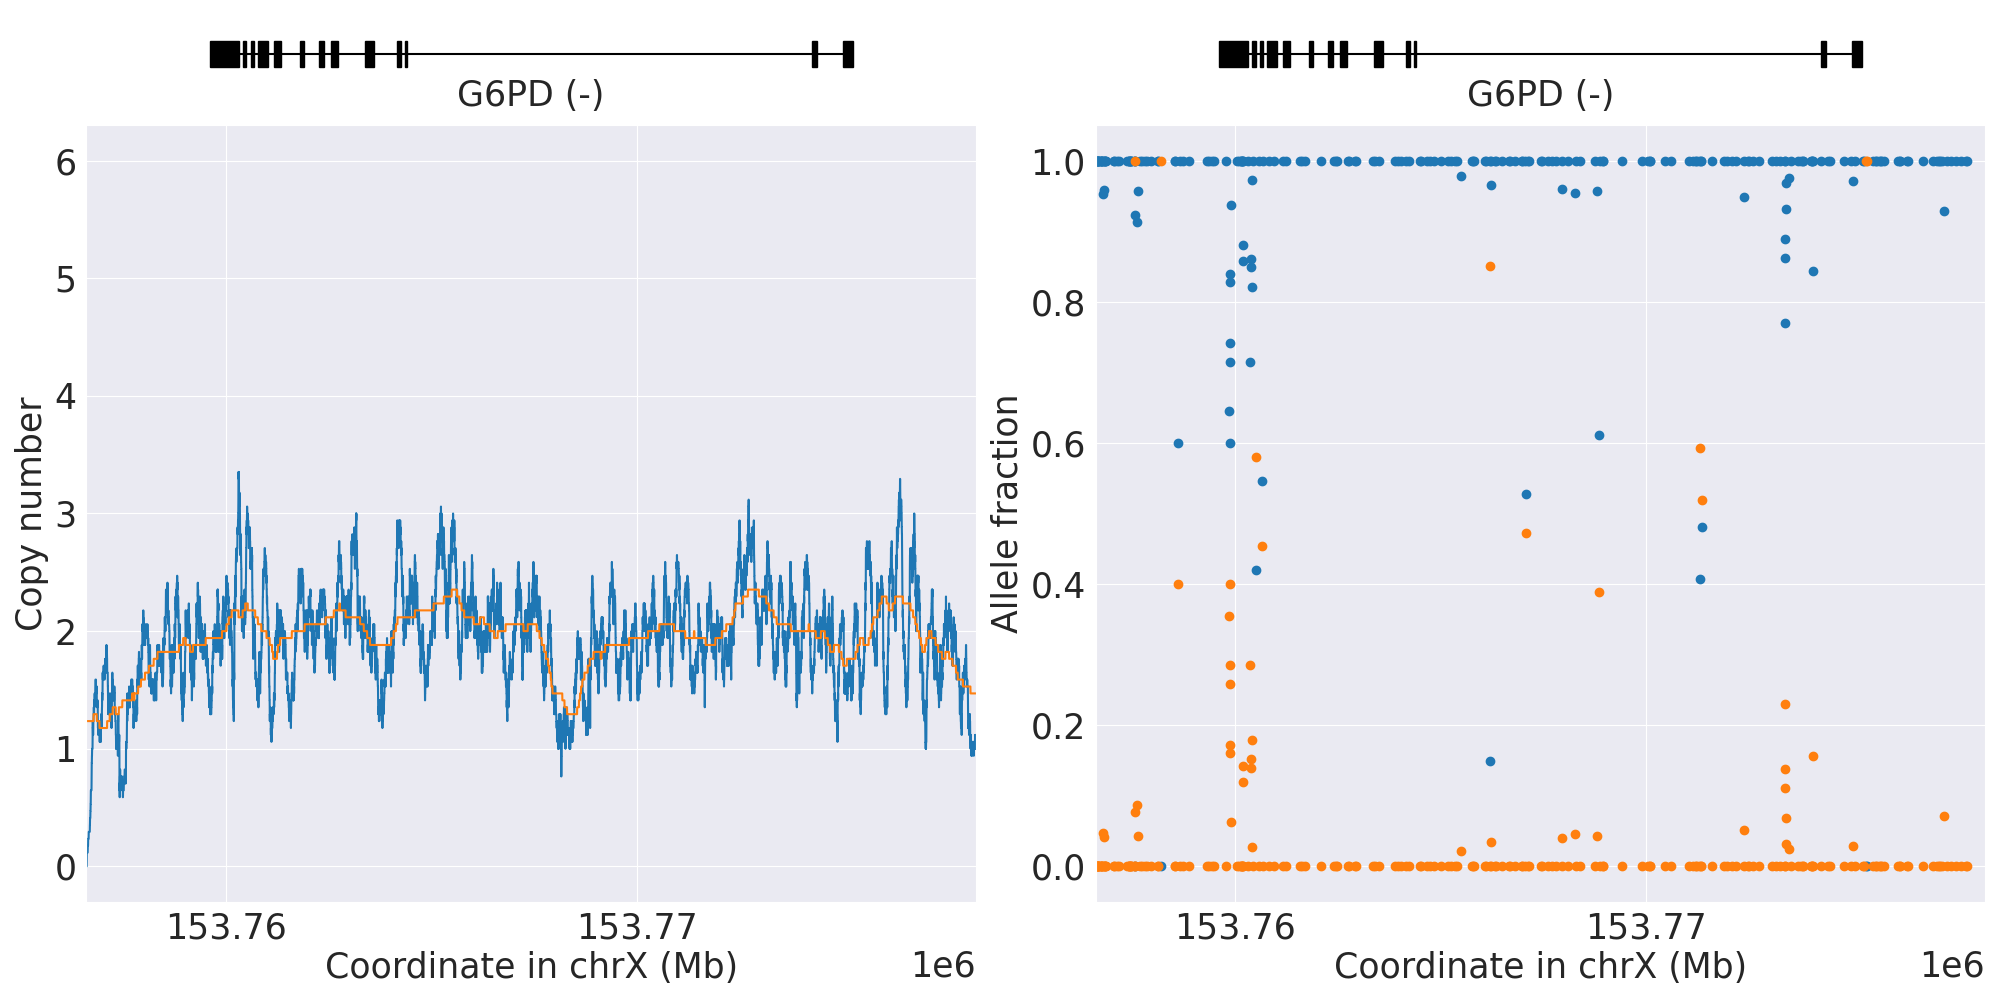 G6PD (-)
G6PD (-)
Copy number
6
5
4
3
2
1
0
153.76
153.77
Coordinate in chrX (Mb)
1e6
Allele fraction
1.0
0.8
0.6
0.4
0.2
0.0
153.76
153.77
Coordinate in chrX (Mb)
1e6